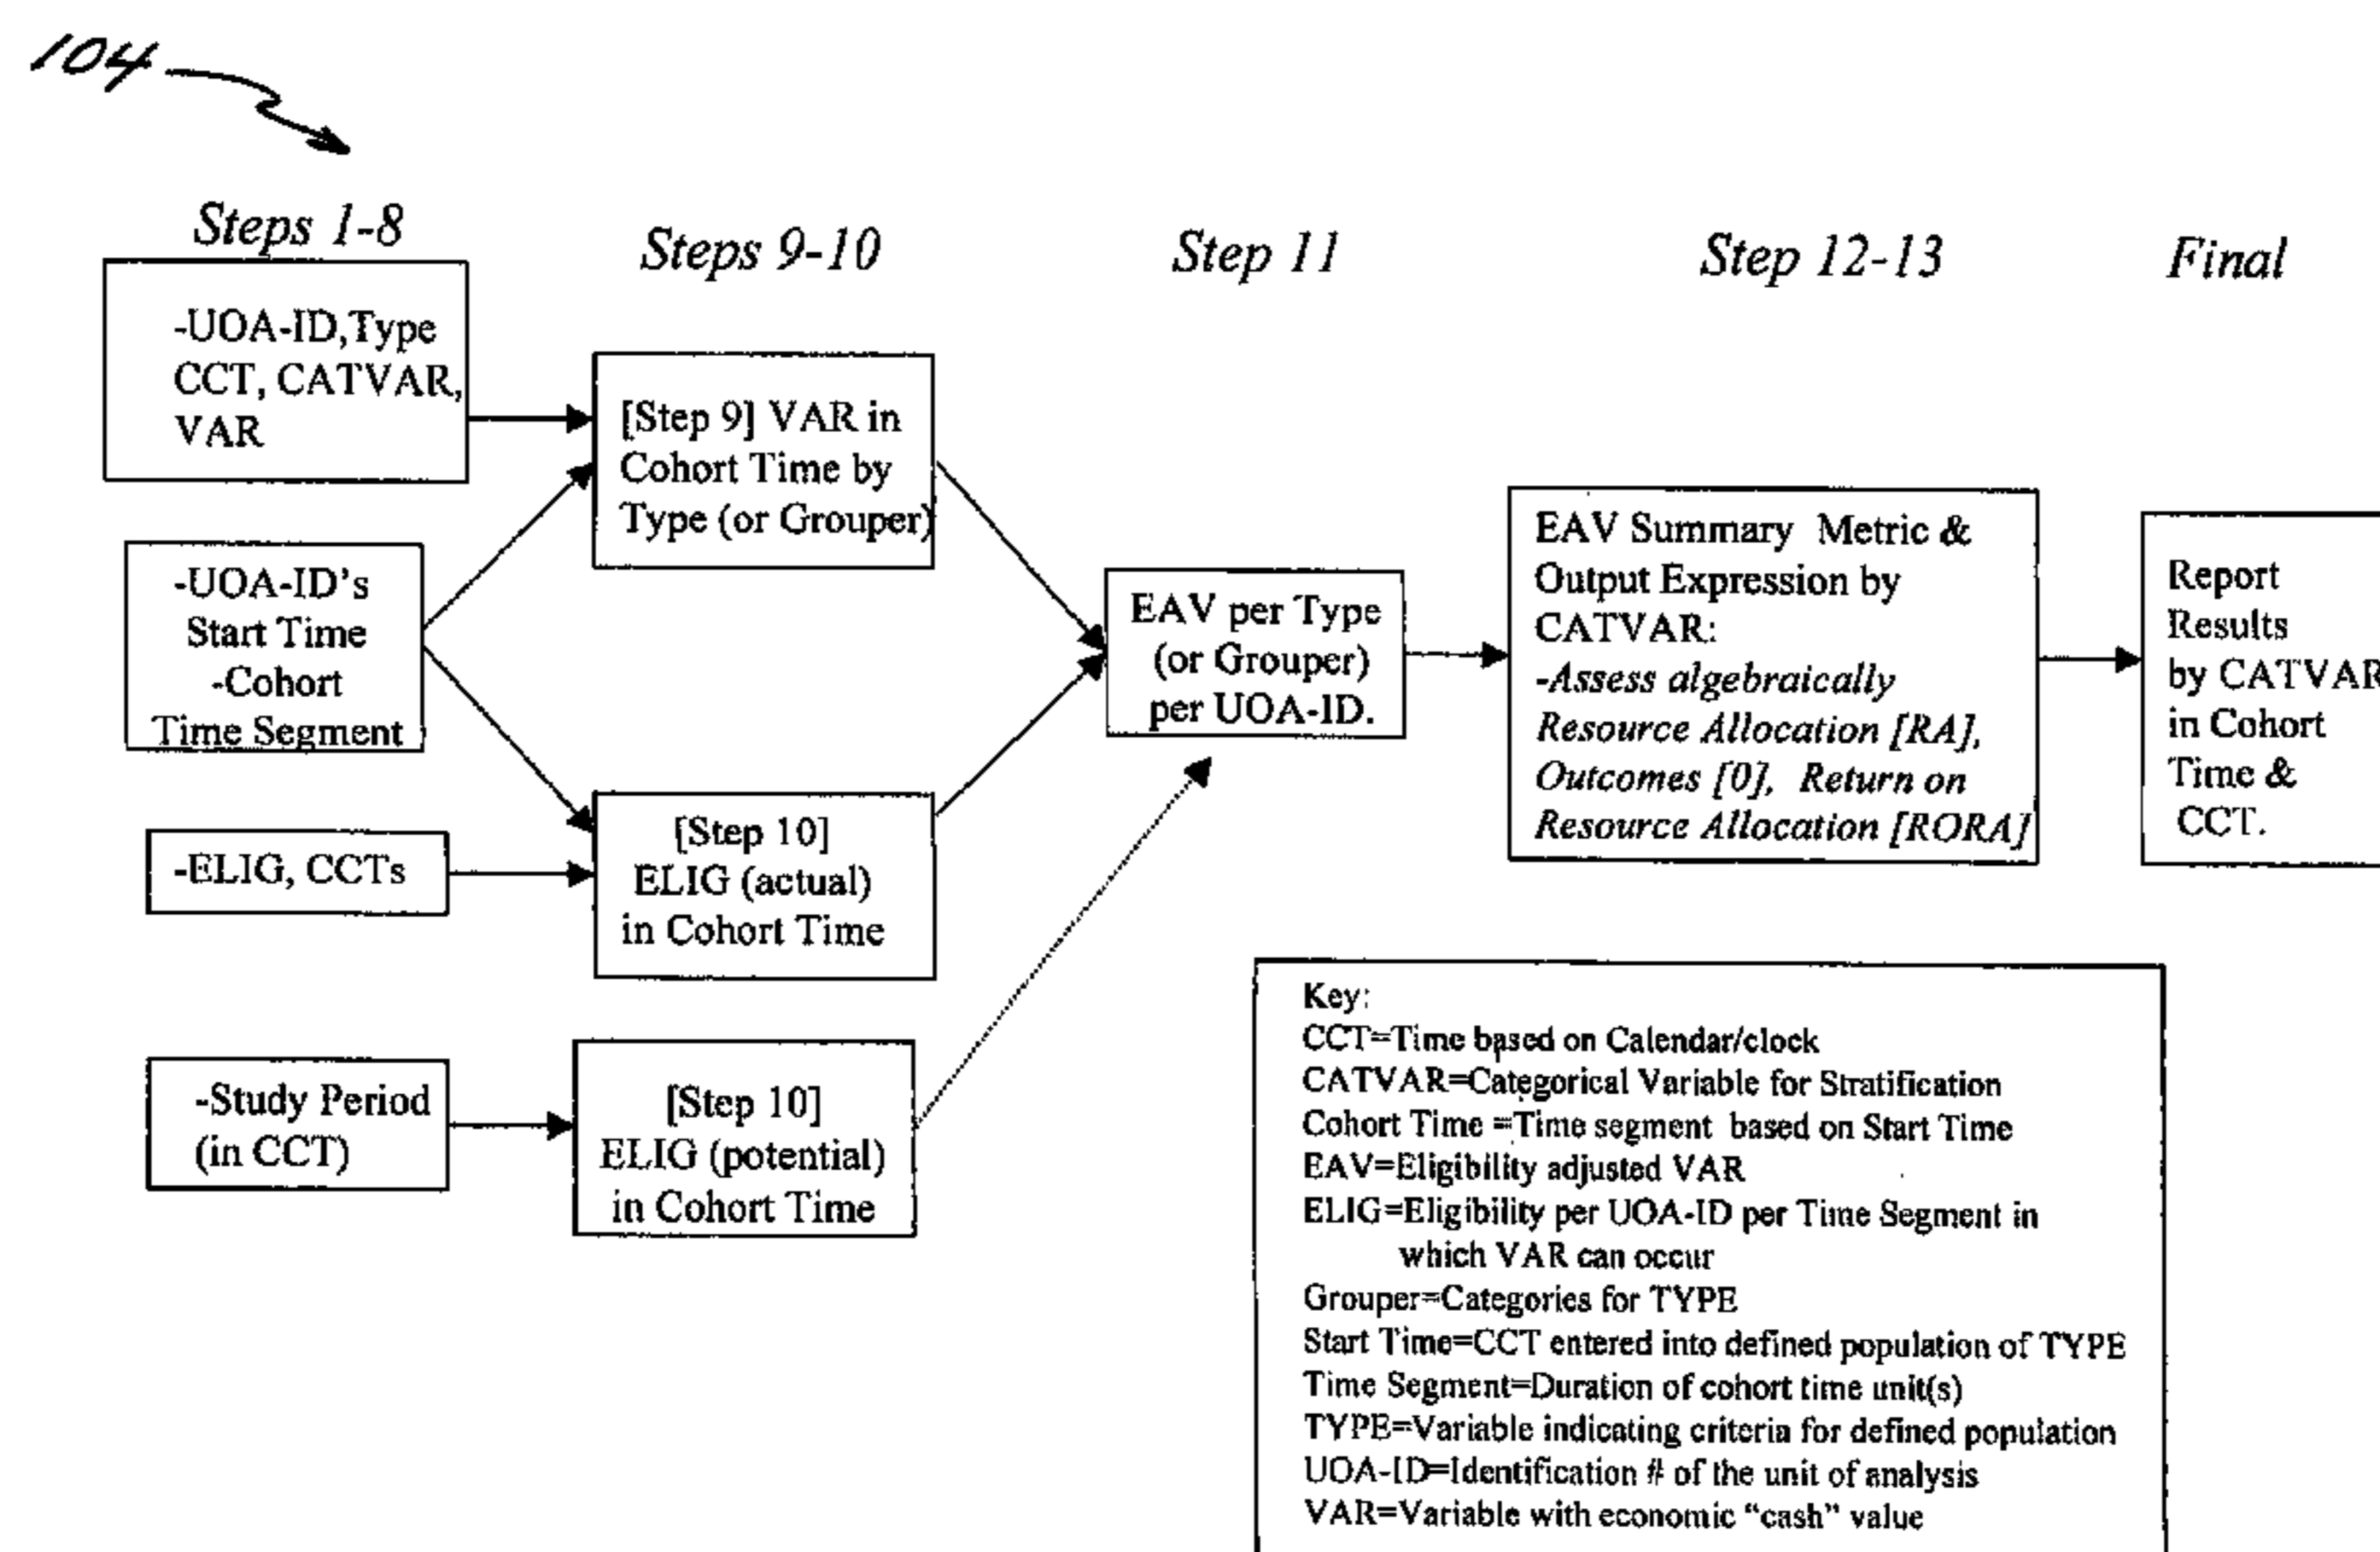 104
Steps 1-8
Steps 9-10
Step 11
Step 12-13
Final
-UOA-ID,Type
CCT, CATVAR,
VAR
-UOA-ID's
Start Time
-Cohort
Time Segment
-ELIG, CCTs
-Study Period
(in CCT)
[Step 9] VAR in
Cohort Time by
Type (or Grouper)
[Step 10]
ELIG (actual)
in Cohort Time
[Step 10]
ELIG (potential)
in Cohort Time
EAV per Type
(or Grouper)
per UOA-ID.
EAV Summary Metric &
Output Expression by
CATVAR:
-Assess algebraically
Resource Allocation [RA],
Outcomes [0], Return on
Resource Allocation [RORA]
Report
Results
by CATVAR
in Cohort
Time &
CCT.
Key:
CCT=Time based on Calendar/clock
CATVAR=Categorical Variable for Stratification
Cohort Time =Time segment based on Start Time
EAV=Eligibility adjusted VAR
ELIG=Eligibility per UOA-ID per Time Segment in
which VAR can occur
Grouper=Categories for TYPE
Start Time=CCT entered into defined population of TYPE
Time Segment=Duration of cohort time unit(s)
TYPE=Variable indicating criteria for defined population
UOA-ID=Identification # of the unit of analysis
VAR=Variable with economic “cash” value